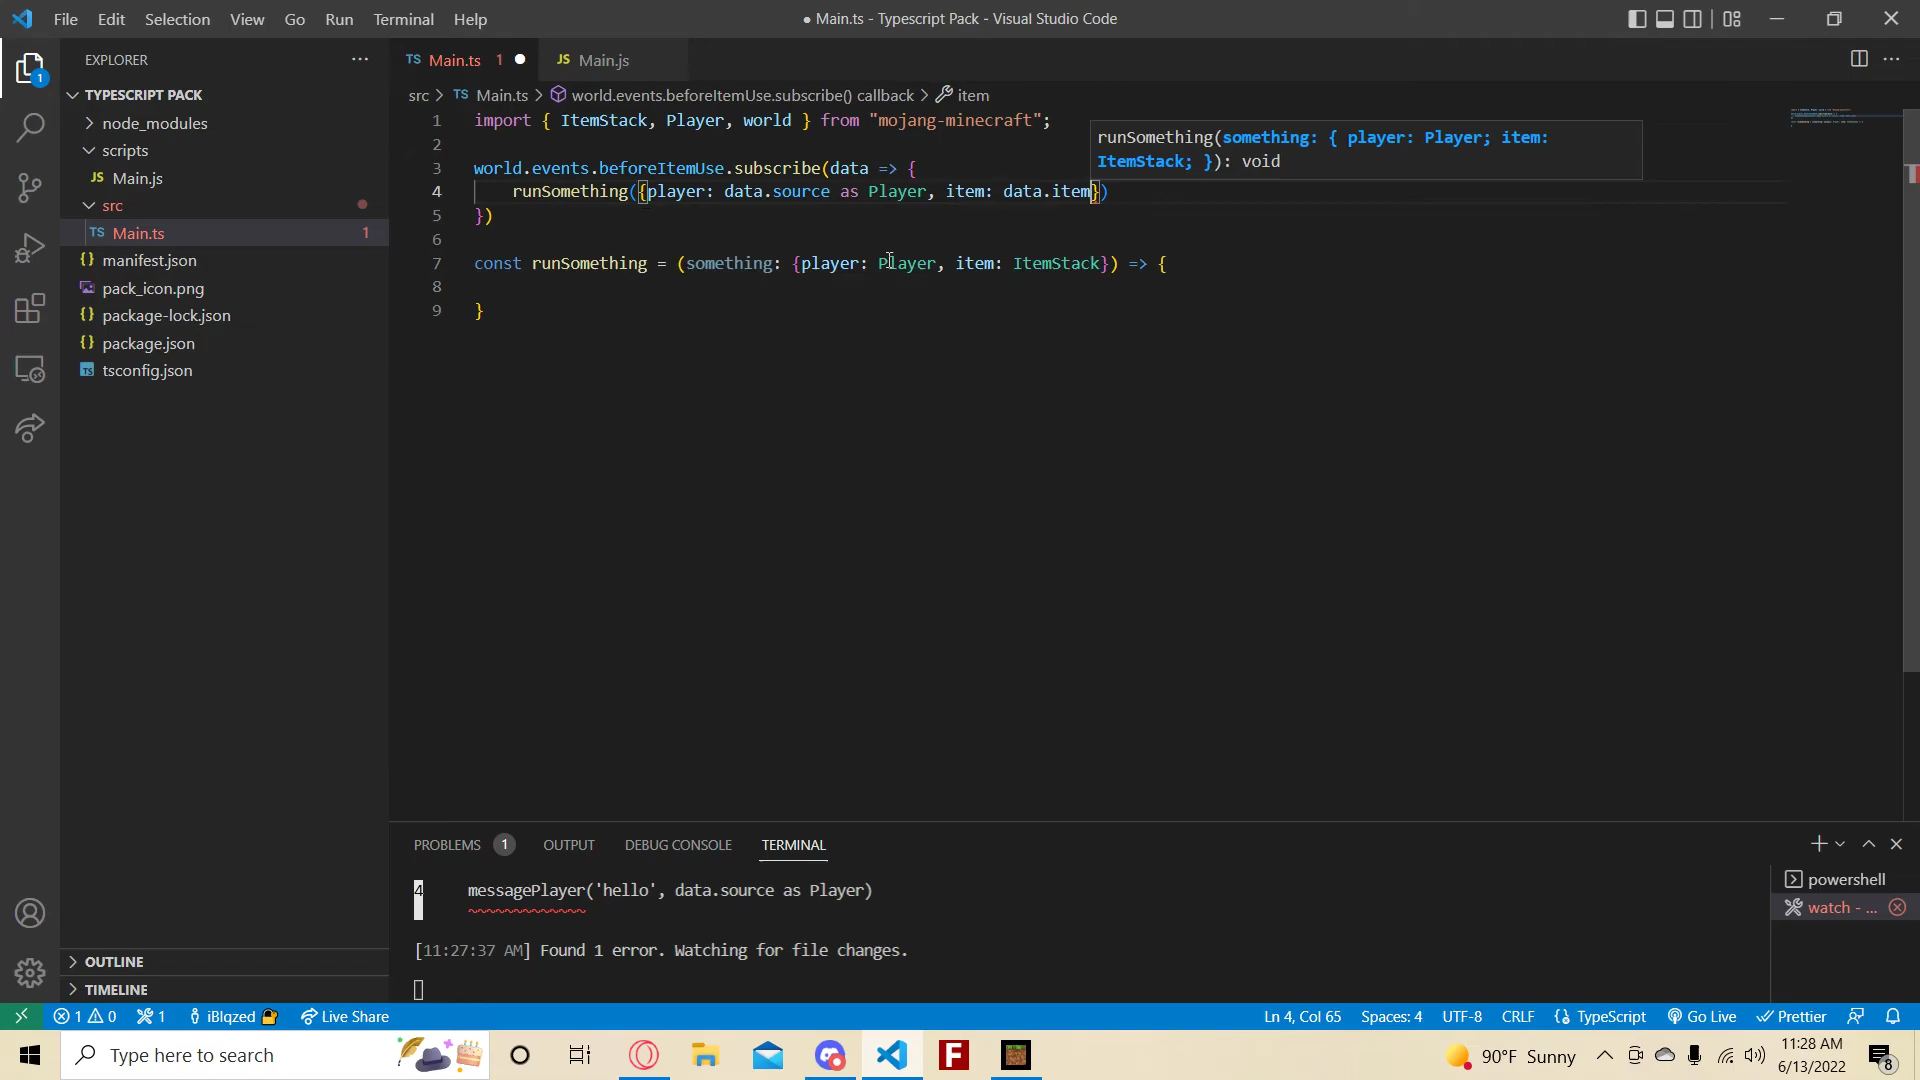 File Edit Selection View Go Run Terminal Help
● Main.ts - Typescript Pack - Visual Studio Code
EXPLORER
TYPESCRIPT PACK
node_modules
scripts
JS Main.js
src
TS Main.ts 1
{} manifest.json
pack_icon.png
{} package-lock.json
{} package.json
TS tsconfig.json
OUTLINE
TIMELINE
1
TS Main.ts 1 ●
JS Main.js
src > TS Main.ts > world.events.beforeItemUse.subscribe() callback > item
1 import { ItemStack, Player, world } from "mojang-minecraft";
2
3 world.events.beforeItemUse.subscribe(data => {
4 runSomething({player: data.source as Player, item: data.item})
5 })
6
7 const runSomething = (something: {player: Player, item: ItemStack}) => {
8
9 }
runSomething(something: { player: Player; item:
ItemStack; }): void
PROBLEMS 1 OUTPUT DEBUG CONSOLE TERMINAL
4 messagePlayer('hello', data.source as Player)
[11:27:37 AM] Found 1 error. Watching for file changes.
powershell
watch - ...
1 0 1 iBlqzed Live Share
Ln 4, Col 65 Spaces: 4 UTF-8 CRLF {} TypeScript Go Live Prettier
Type here to search
F
90°F Sunny
11:28 AM
6/13/2022
8